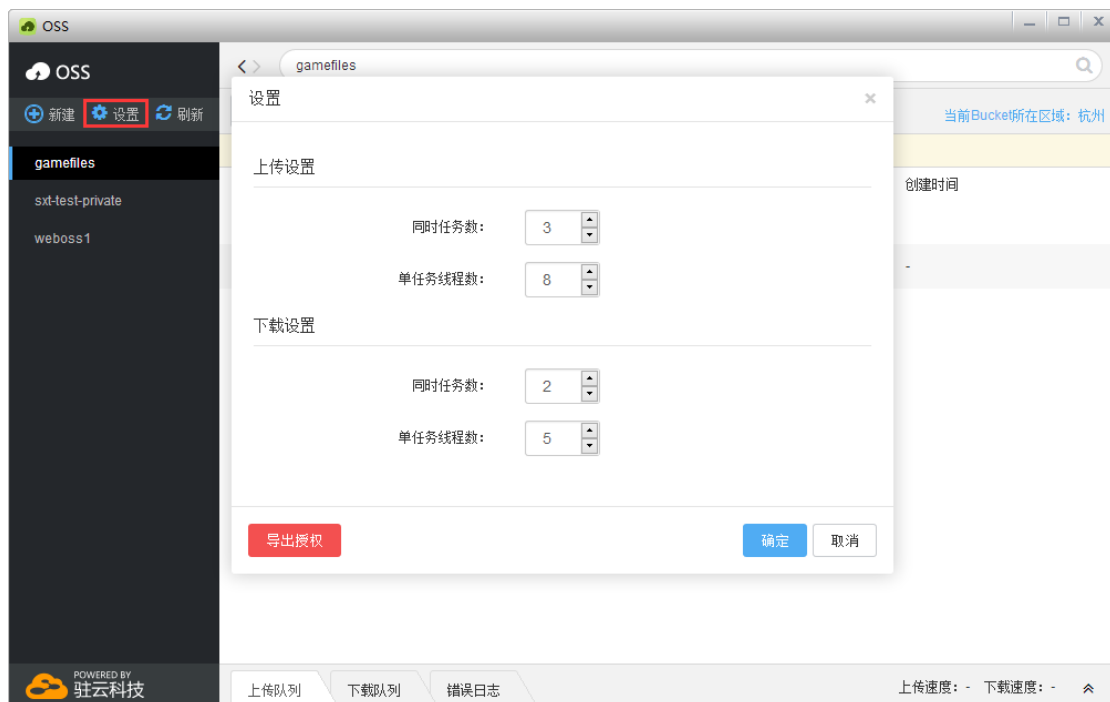 OSS
OSS
gamefiles
新建 设置 刷新
设置
当前Bucket所在区域：杭州
gamefiles
sxt-test-private
weboss1
上传设置
创建时间
同时任务数： 3
单任务线程数： 8
-
下载设置
同时任务数： 2
单任务线程数： 5
导出授权 确定 取消
POWERED BY
驻云科技
上传队列 下载队列 错误日志 上传速度：- 下载速度：-